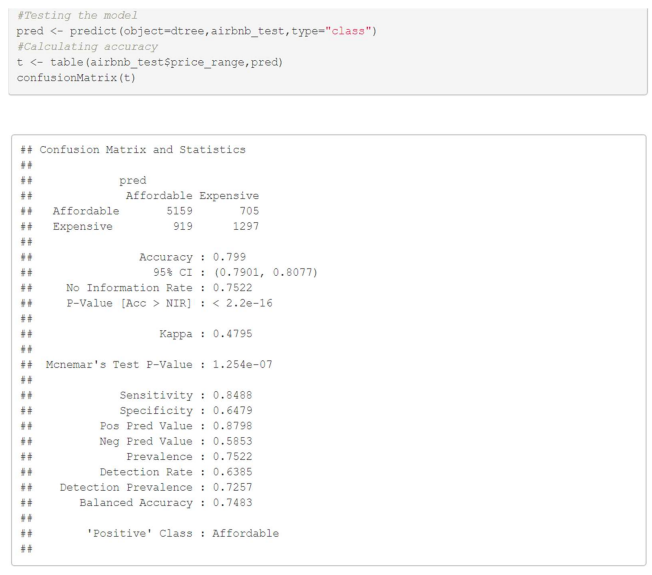 #Testing the model
pred <- predict(object=dtree,airbnb_test,type="class")
#Calculating accuracy
t <- table(airbnb_test$price_range,pred)
confusionMatrix(t)
## Confusion Matrix and Statistics
##
##             pred
##              Affordable Expensive
##   Affordable       5159       705
##   Expensive         919      1297
##
##                Accuracy : 0.799
##                  95% CI : (0.7901, 0.8077)
##     No Information Rate : 0.7522
##     P-Value [Acc > NIR] : < 2.2e-16
##
##                   Kappa : 0.4795
##
##  Mcnemar's Test P-Value : 1.254e-07
##
##             Sensitivity : 0.8488
##             Specificity : 0.6479
##          Pos Pred Value : 0.8798
##          Neg Pred Value : 0.5853
##              Prevalence : 0.7522
##          Detection Rate : 0.6385
##    Detection Prevalence : 0.7257
##       Balanced Accuracy : 0.7483
##
##        'Positive' Class : Affordable
##